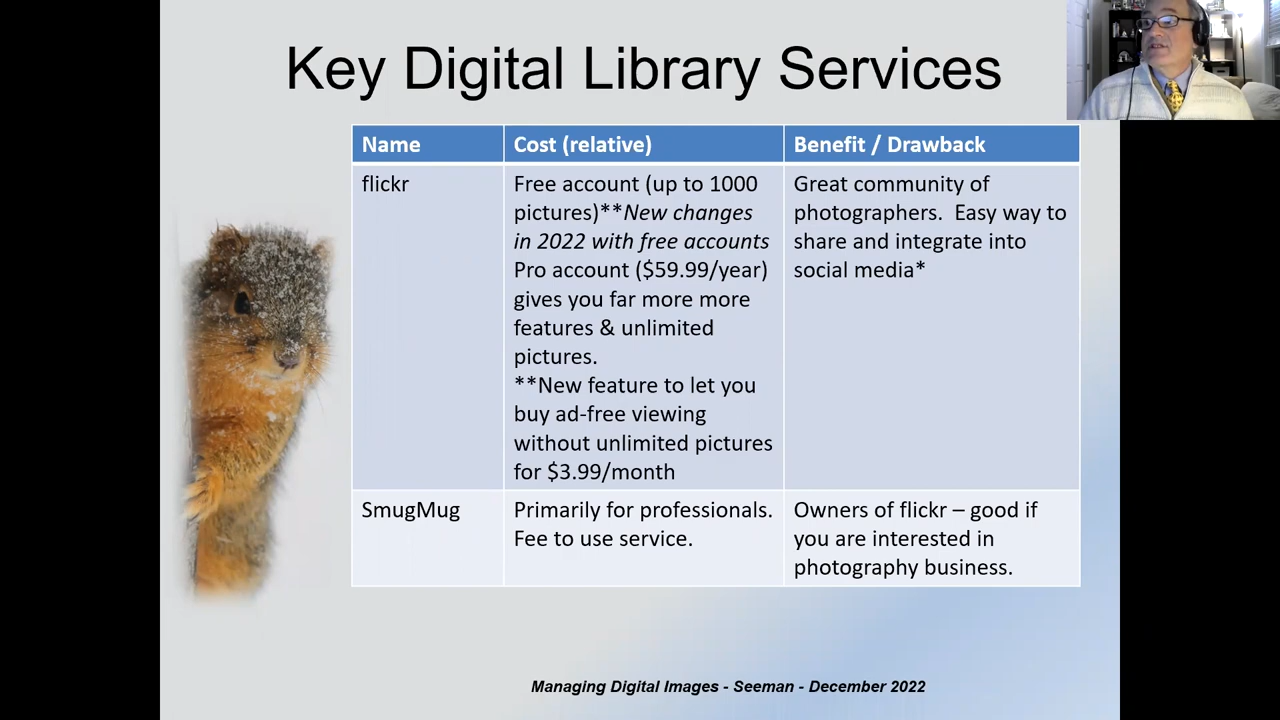 Key Digital Library Services
Name
Cost (relative)
Benefit / Drawback
flickr
Free account (up to 1000
pictures)**New changes
in 2022 with free accounts
Pro account ($59.99/year)
gives you far more more
features & unlimited
pictures.
**New feature to let you
buy ad-free viewing
without unlimited pictures
for $3.99/month
Great community of
photographers.  Easy way to
share and integrate into
social media*
SmugMug
Primarily for professionals.
Fee to use service.
Owners of flickr – good if
you are interested in
photography business.
Managing Digital Images - Seeman - December 2022